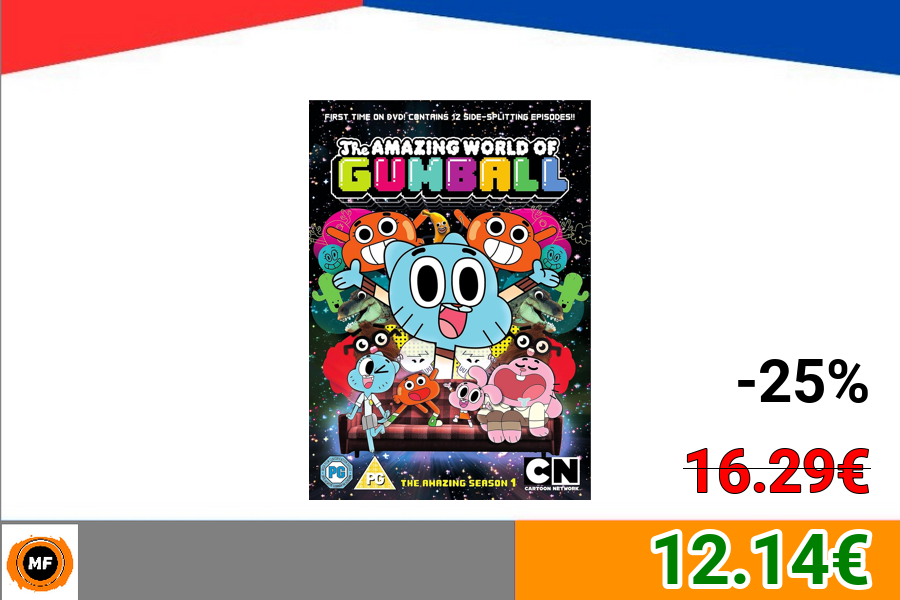 FIRST TIME ON DVD! CONTAINS 12 SIDE-SPLITTING EPISODES!!
The AMAZING WORLD OF
GUMBALL
-25%
16.29€
PG
PG
THE AMAZING SEASON 1
CN
CARTOON NETWORK
MF
12.14€